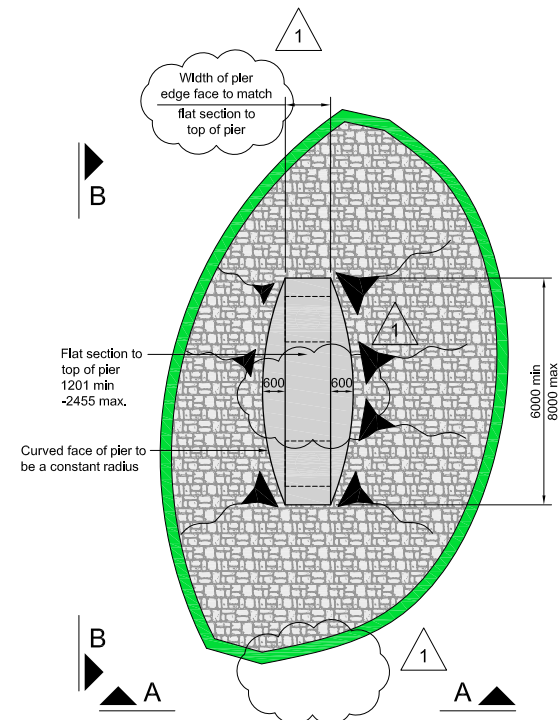 1
Width of pier
edge face to match
flat section to
top of pier
B
1
Flat section to
top of pier
1201 min
-2455 max.
600
600
6000 min
8000 max
Curved face of pier to
be a constant radius
B
1
A
A